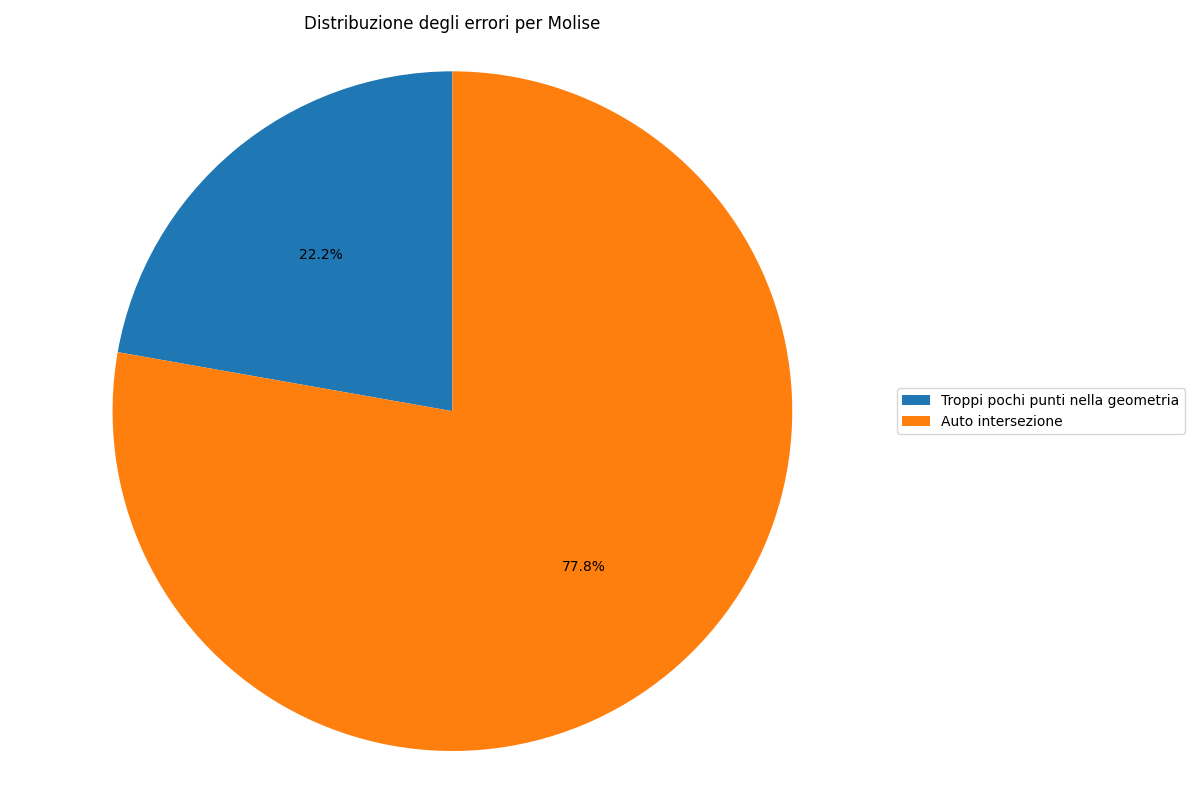 Distribuzione degli errori per Molise
22.2%
Troppi pochi punti nella geometria
Auto intersezione
77.8%